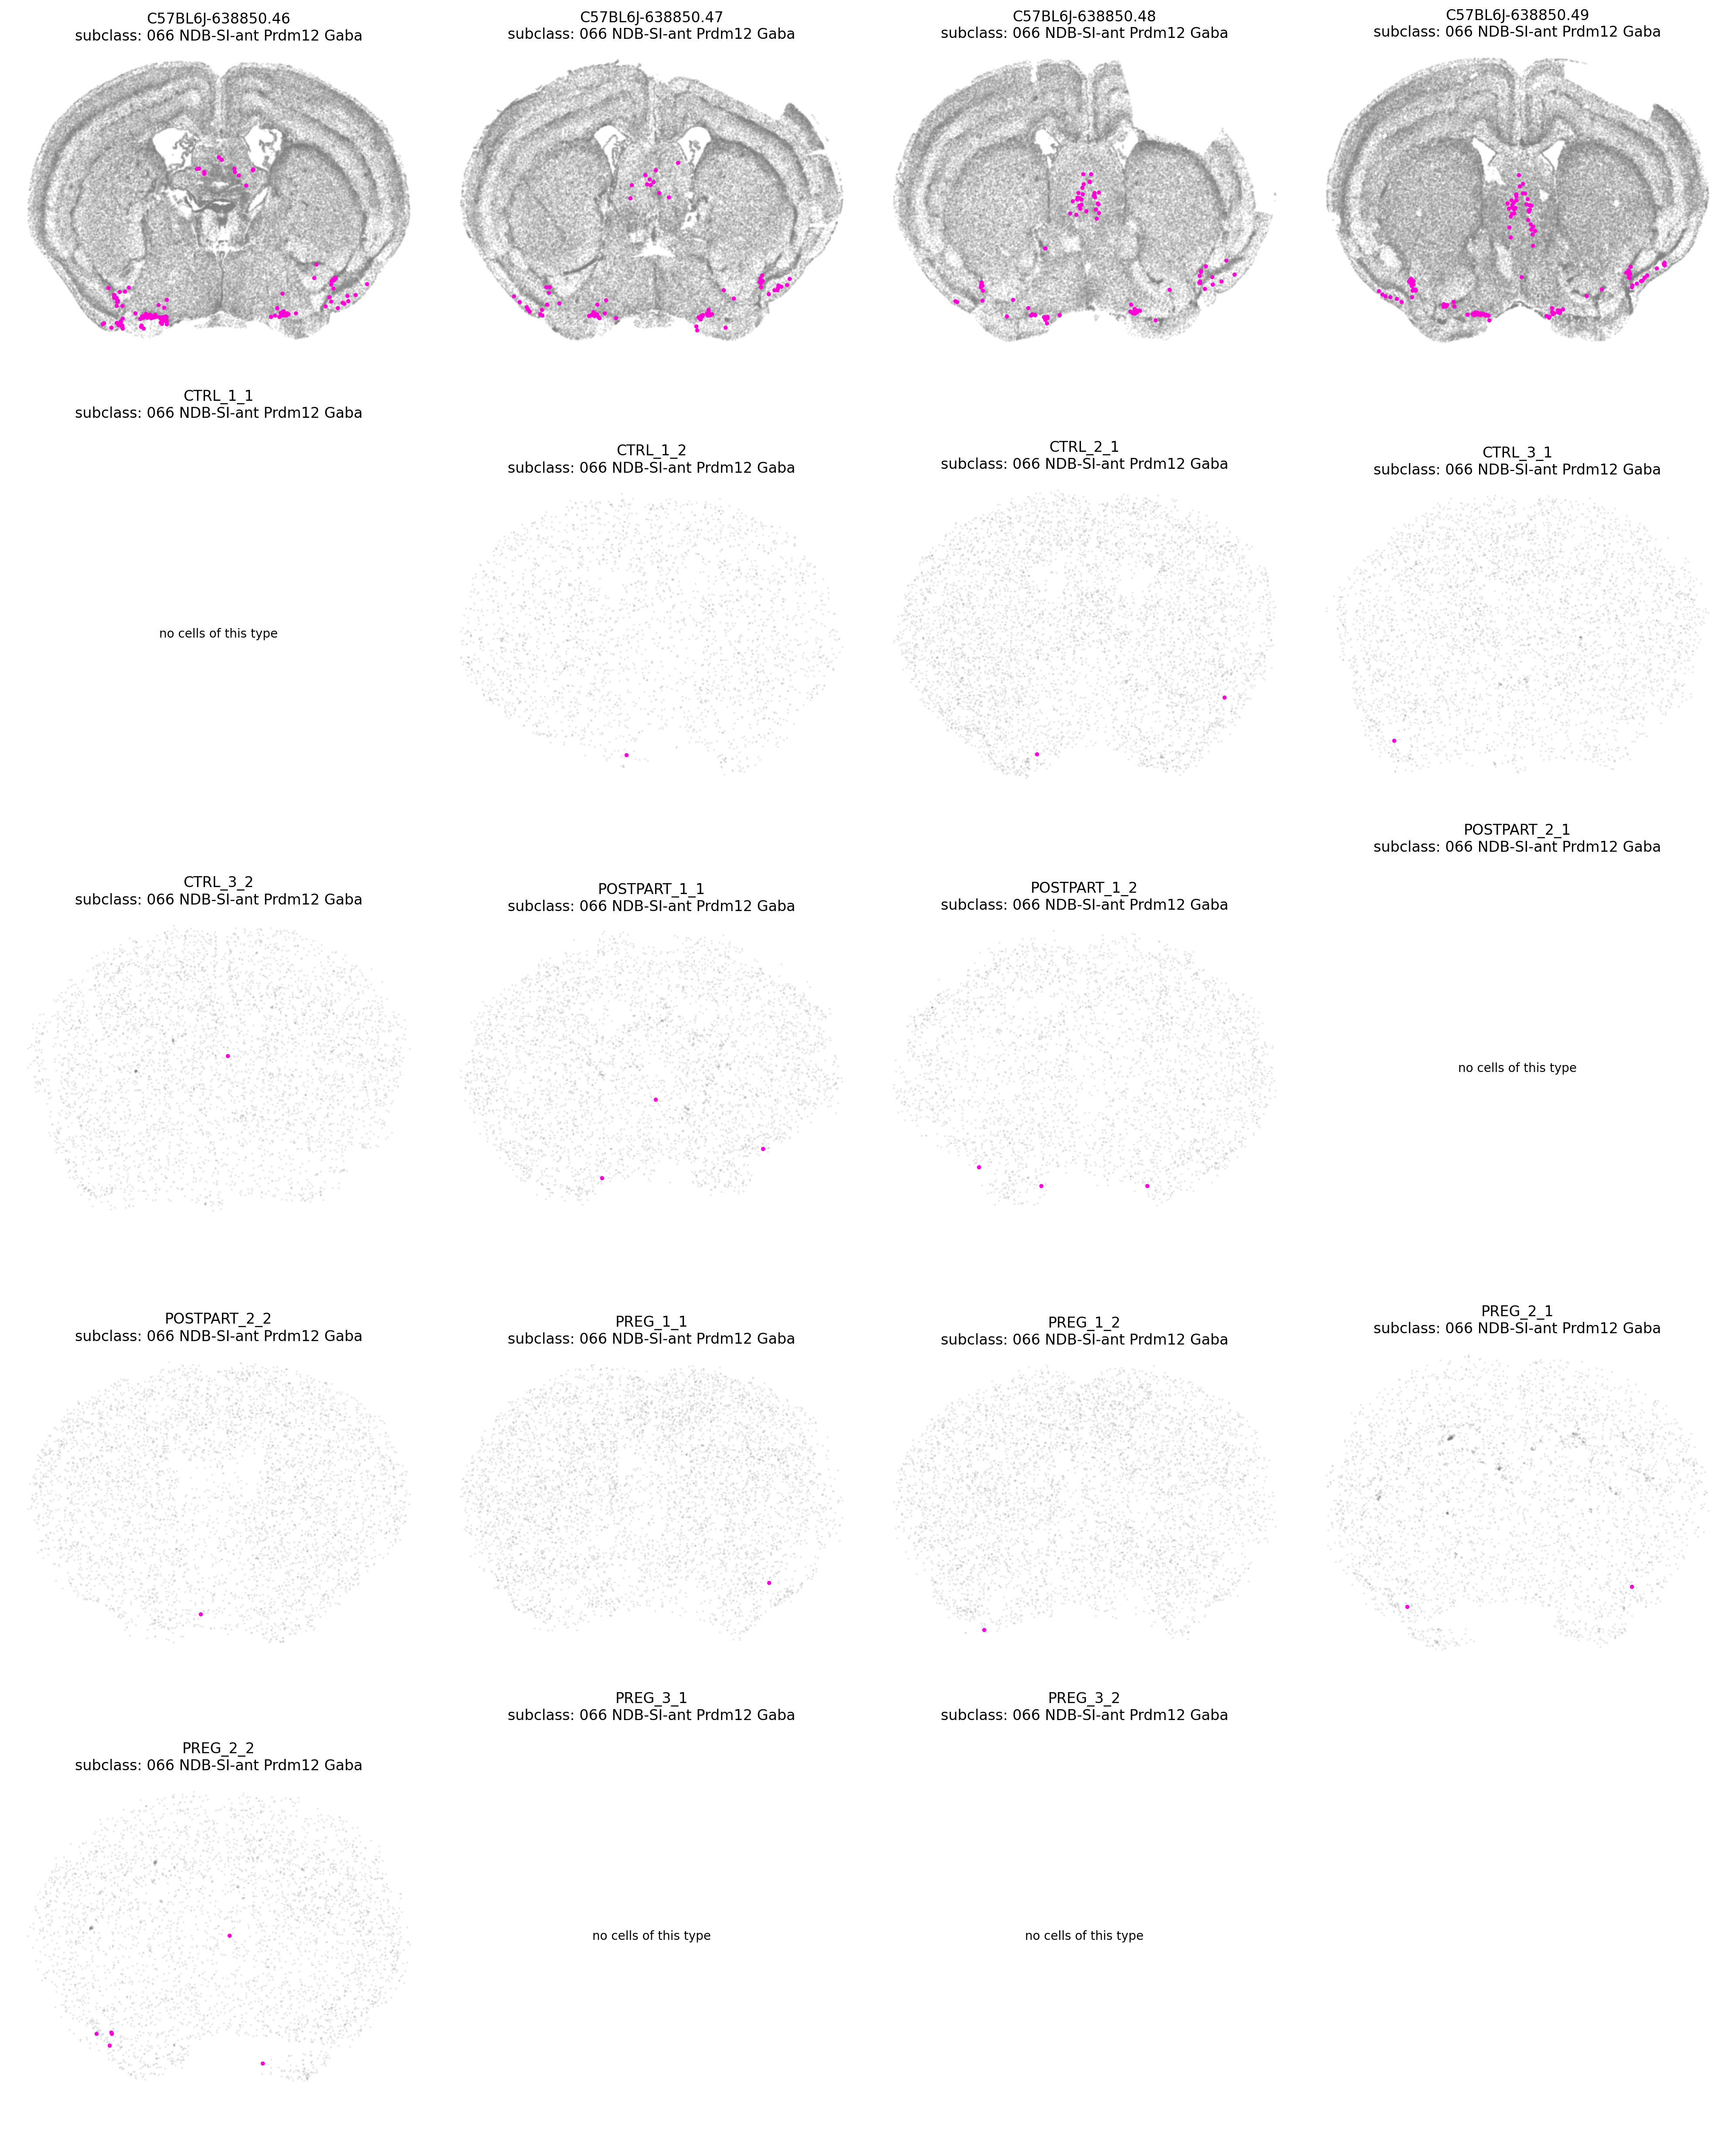 C57BL6J-638850.46
subclass: 066 NDB-SI-ant Prdm12 Gaba
C57BL6J-638850.47
subclass: 066 NDB-SI-ant Prdm12 Gaba
C57BL6J-638850.48
subclass: 066 NDB-SI-ant Prdm12 Gaba
C57BL6J-638850.49
subclass: 066 NDB-SI-ant Prdm12 Gaba
CTRL_1_1
subclass: 066 NDB-SI-ant Prdm12 Gaba
no cells of this type
CTRL_1_2
subclass: 066 NDB-SI-ant Prdm12 Gaba
CTRL_2_1
subclass: 066 NDB-SI-ant Prdm12 Gaba
CTRL_3_1
subclass: 066 NDB-SI-ant Prdm12 Gaba
CTRL_3_2
subclass: 066 NDB-SI-ant Prdm12 Gaba
POSTPART_1_1
subclass: 066 NDB-SI-ant Prdm12 Gaba
POSTPART_1_2
subclass: 066 NDB-SI-ant Prdm12 Gaba
POSTPART_2_1
subclass: 066 NDB-SI-ant Prdm12 Gaba
no cells of this type
POSTPART_2_2
subclass: 066 NDB-SI-ant Prdm12 Gaba
PREG_1_1
subclass: 066 NDB-SI-ant Prdm12 Gaba
PREG_1_2
subclass: 066 NDB-SI-ant Prdm12 Gaba
PREG_2_1
subclass: 066 NDB-SI-ant Prdm12 Gaba
PREG_2_2
subclass: 066 NDB-SI-ant Prdm12 Gaba
PREG_3_1
subclass: 066 NDB-SI-ant Prdm12 Gaba
no cells of this type
PREG_3_2
subclass: 066 NDB-SI-ant Prdm12 Gaba
no cells of this type